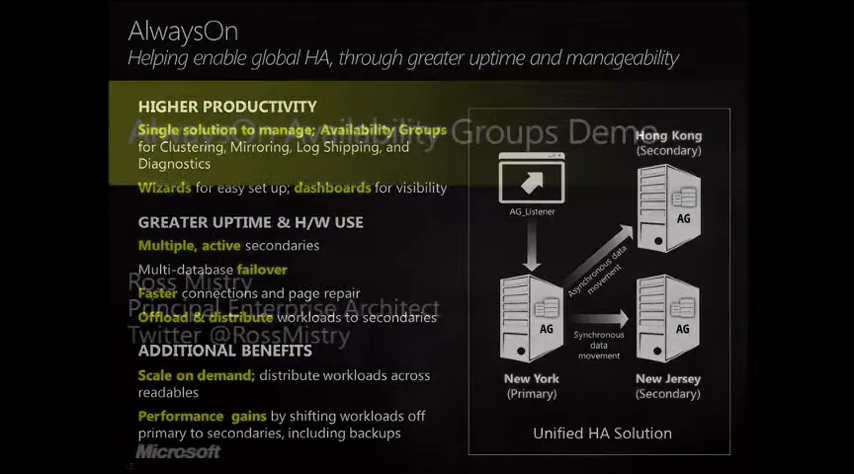 AlwaysOn
Helping enable global HA, through greater uptime and manageability
HIGHER PRODUCTIVITY
Single solution to manage; Availability Groups
for Clustering, Mirroring, Log Shipping, and
Diagnostics
Wizards for easy set up; dashboards for visibility
AlwaysOn Availability Groups Demo
GREATER UPTIME & H/W USE
Multiple, active secondaries
Multi-database failover
Faster connections and page repair
Offload & distribute workloads to secondaries
Ross Mistry
Principal Enterprise Architect
Twitter @RossMistry
ADDITIONAL BENEFITS
Scale on demand; distribute workloads across
readables
Performance gains by shifting workloads off
primary to secondaries, including backups
Microsoft
Hong Kong
(Secondary)
AG
AG_Listener
Asynchronous data
movement
AG
AG
Synchronous
data
movement
New York
(Primary)
New Jersey
(Secondary)
Unified HA Solution